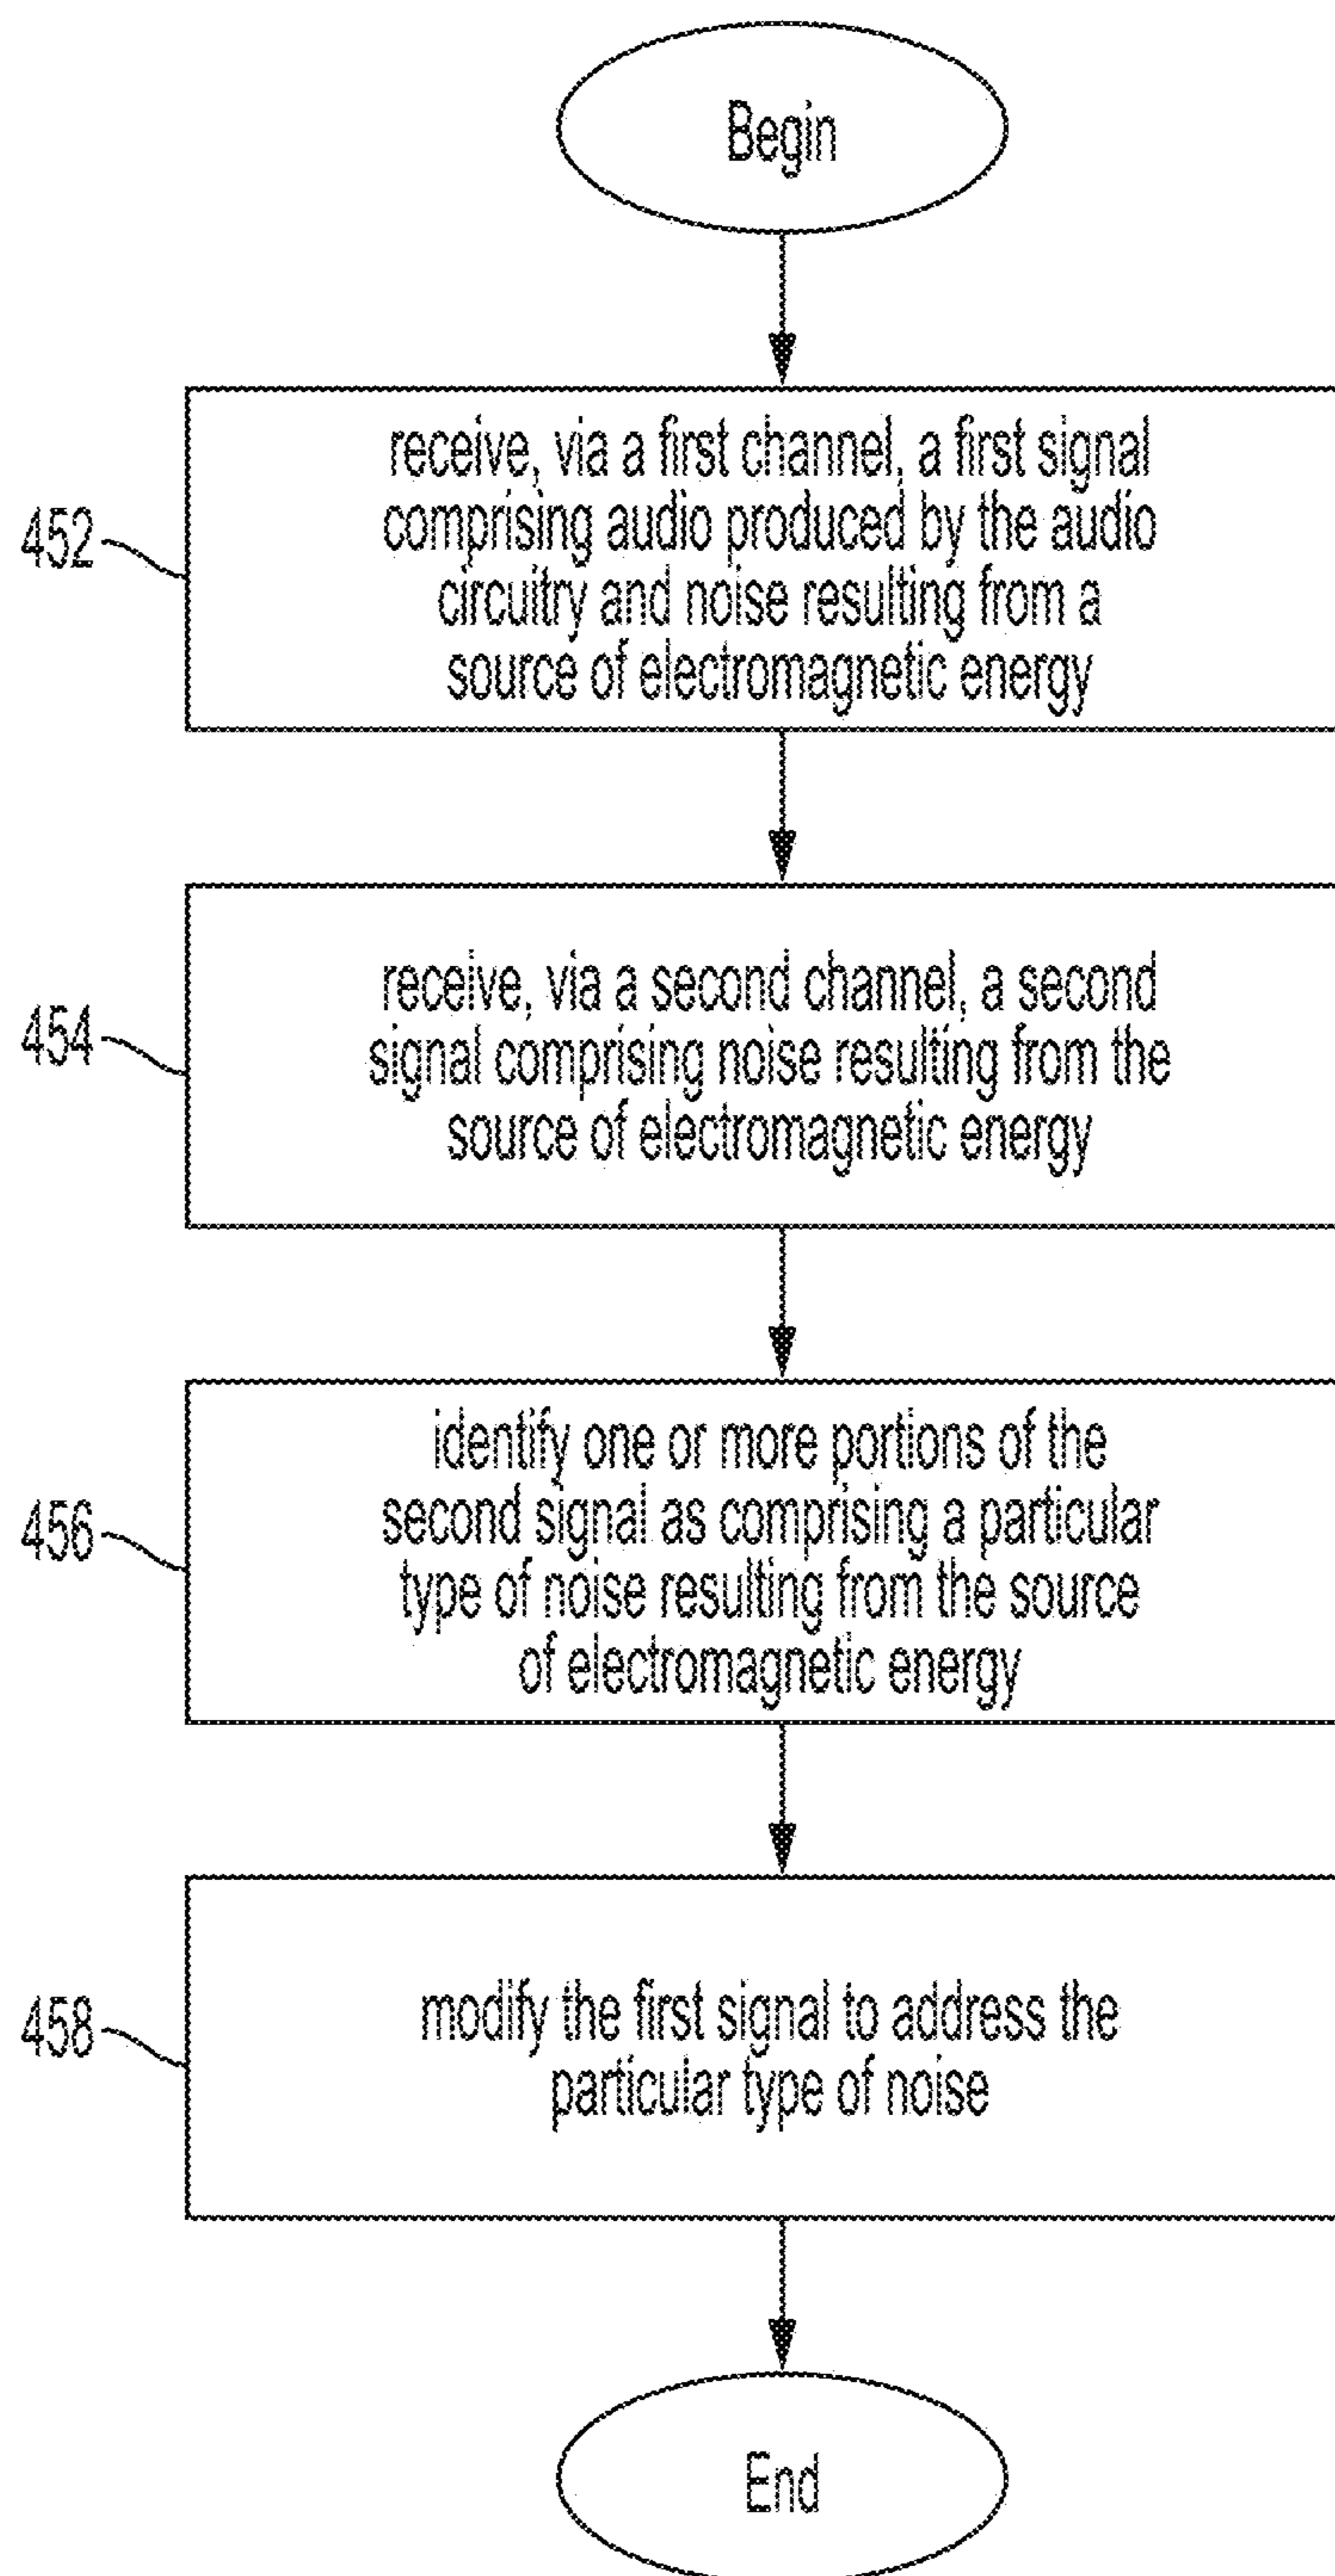 Begin
452
receive, via a first channel, a first signal
comprising audio produced by the audio
circuitry and noise resulting from a
source of electromagnetic energy
454
receive, via a second channel, a second
signal comprising noise resulting from the
source of electromagnetic energy
456
identify one or more portions of the
second signal as comprising a particular
type of noise resulting from the source
of electromagnetic energy
458
modify the first signal to address the
particular type of noise
End